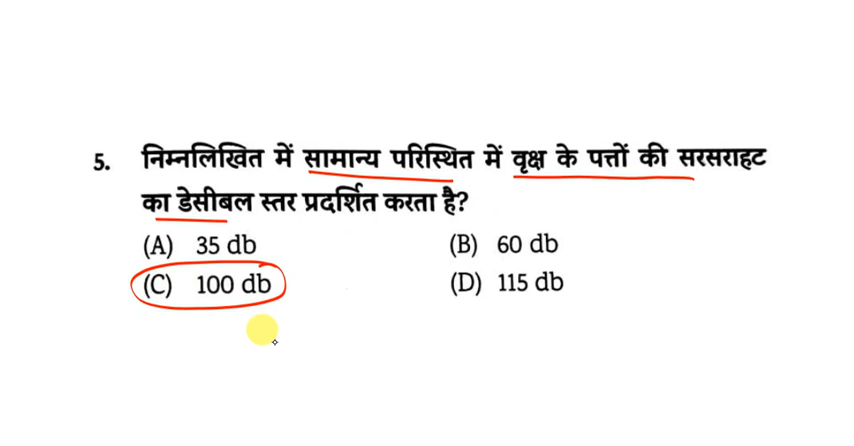 5. निम्नलिखित में सामान्य परिस्थित में वृक्ष के पत्तों की सरसराहट
का डेसीबल स्तर प्रदर्शित करता है?
(A) 35 db (B) 60 db
(C) 100 db (D) 115 db